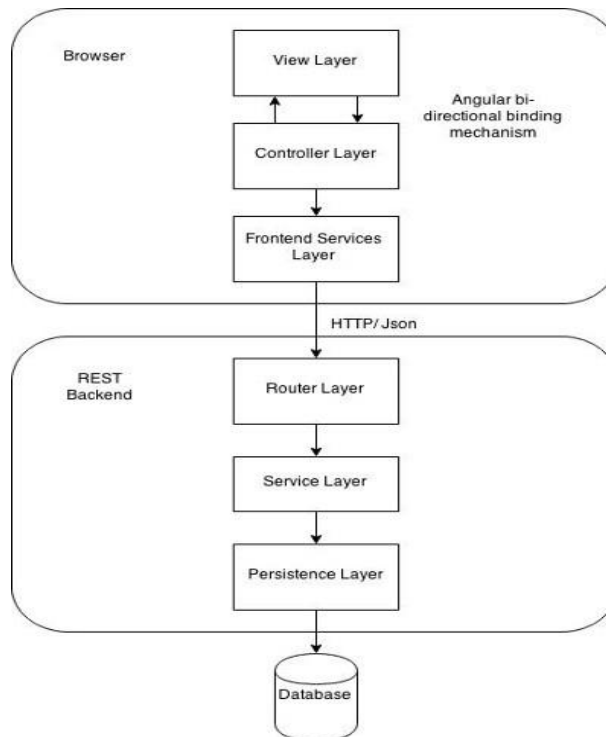 Browser
View Layer
Angular bi-
directional binding
mechanism
Controller Layer
Frontend Services
Layer
HTTP/ Json
REST
Backend
Router Layer
Service Layer
Persistence Layer
Database